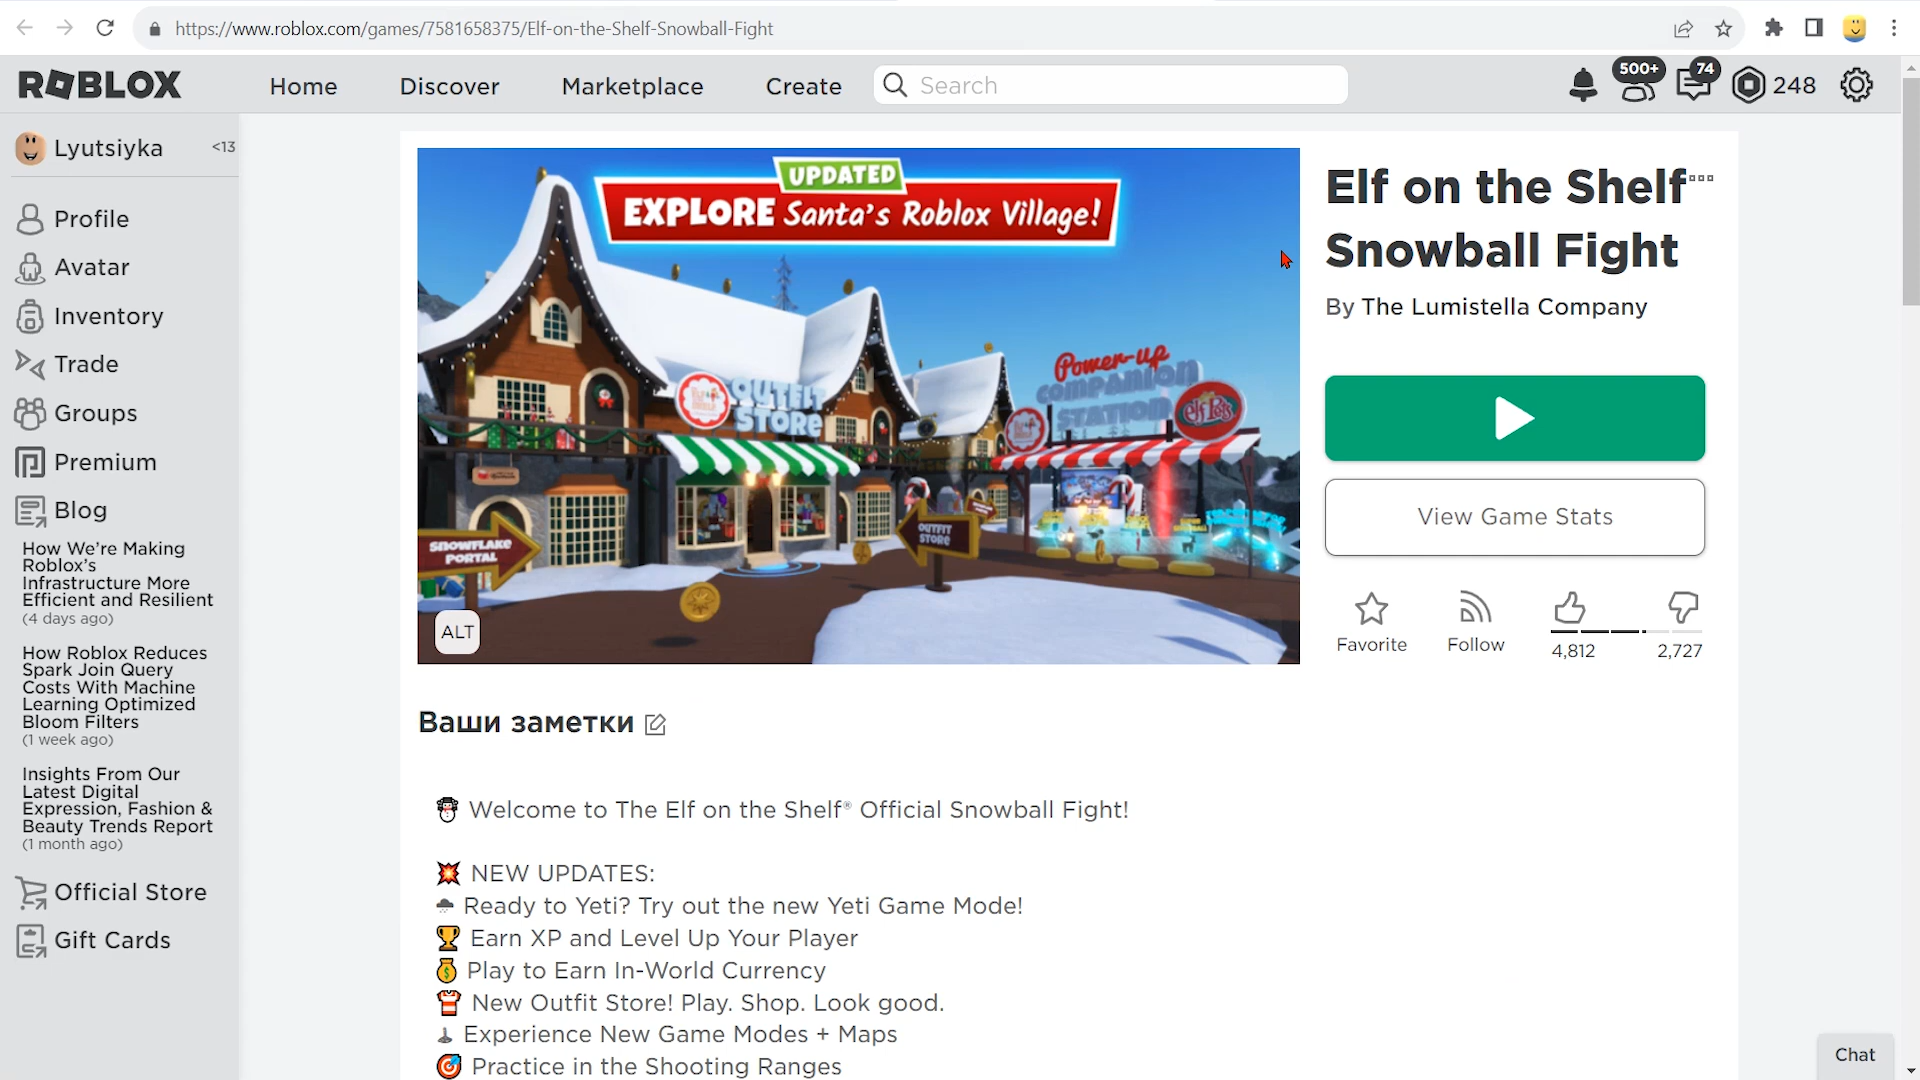 https://www.roblox.com/games/7581658375/Elf-on-the-Shelf-Snowball-Fight
ROBLOX
Home
Discover
Marketplace
Create
Search
500+
74
248
Lyutsiyka
<13
Profile
Avatar
Inventory
Trade
Groups
Premium
Blog
How We're Making
Roblox's
Infrastructure More
Efficient and Resilient
(4 days ago)
How Roblox Reduces
Spark Join Query
Costs With Machine
Learning Optimized
Bloom Filters
(1 week ago)
Insights From Our
Latest Digital
Expression, Fashion &
Beauty Trends Report
(1 month ago)
Official Store
Gift Cards
UPDATED
EXPLORE Santa's Roblox Village!
OUTFIT
STORE
Power-up
COMPANION
STATION
Elf Pets
SNOWFLAKE
PORTAL
OUTFIT
STORE
ALT
Elf on the Shelf
Snowball Fight
By The Lumistella Company
View Game Stats
Favorite
Follow
4,812
2,727
Ваши заметки
Welcome to The Elf on the Shelf® Official Snowball Fight!
NEW UPDATES:
Ready to Yeti? Try out the new Yeti Game Mode!
Earn XP and Level Up Your Player
Play to Earn In-World Currency
New Outfit Store! Play. Shop. Look good.
Experience New Game Modes + Maps
Practice in the Shooting Ranges
Chat